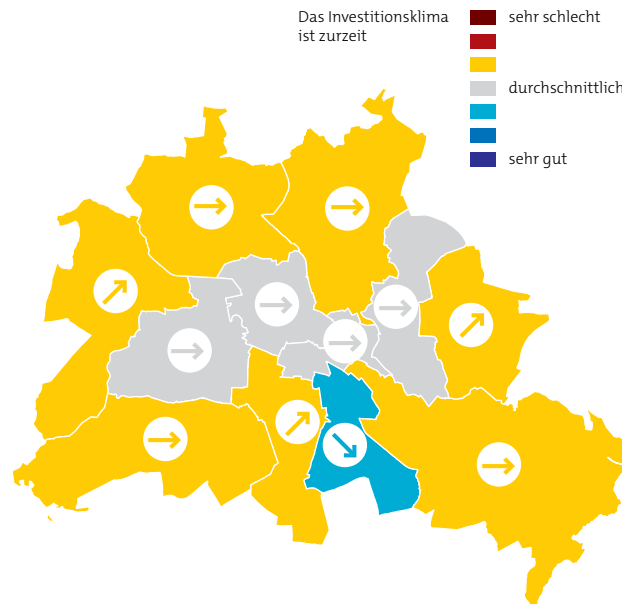 Das Investitionsklima
ist zurzeit
sehr schlecht
durchschnittlich
sehr gut